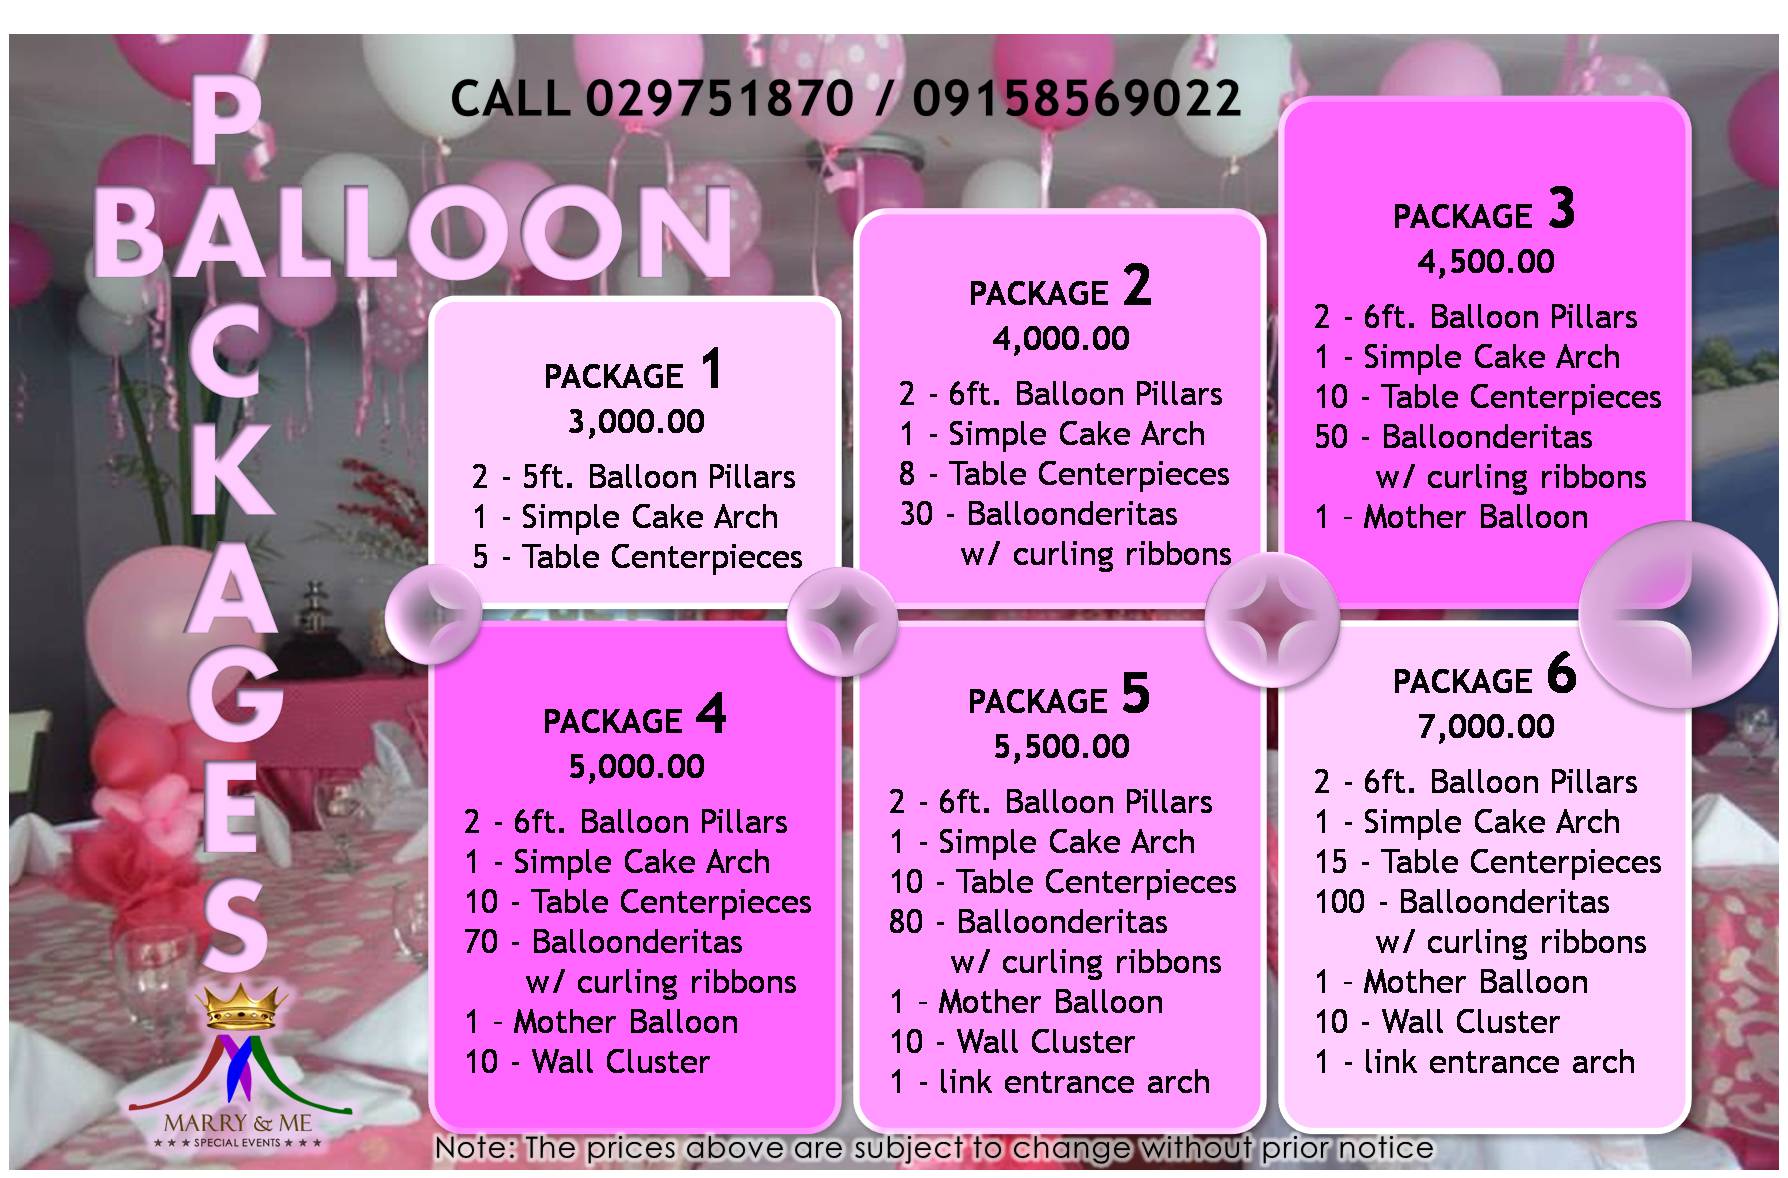 CALL 029751870 / 09158569022
BALLOON
PACKAGES
PACKAGE 1
3,000.00
2 - 5ft. Balloon Pillars
1 - Simple Cake Arch
5 - Table Centerpieces
PACKAGE 2
4,000.00
2 - 6ft. Balloon Pillars
1 - Simple Cake Arch
8 - Table Centerpieces
30 - Balloonderitas
w/ curling ribbons
PACKAGE 3
4,500.00
2 - 6ft. Balloon Pillars
1 - Simple Cake Arch
10 - Table Centerpieces
50 - Balloonderitas
w/ curling ribbons
1 - Mother Balloon
PACKAGE 4
5,000.00
2 - 6ft. Balloon Pillars
1 - Simple Cake Arch
10 - Table Centerpieces
70 - Balloonderitas
w/ curling ribbons
1 - Mother Balloon
10 - Wall Cluster
PACKAGE 5
5,500.00
2 - 6ft. Balloon Pillars
1 - Simple Cake Arch
10 - Table Centerpieces
80 - Balloonderitas
w/ curling ribbons
1 - Mother Balloon
10 - Wall Cluster
1 - link entrance arch
PACKAGE 6
7,000.00
2 - 6ft. Balloon Pillars
1 - Simple Cake Arch
15 - Table Centerpieces
100 - Balloonderitas
w/ curling ribbons
1 - Mother Balloon
10 - Wall Cluster
1 - link entrance arch
MARRY & ME
★ ★ ★ SPECIAL EVENTS ★ ★ ★
Note: The prices above are subject to change without prior notice